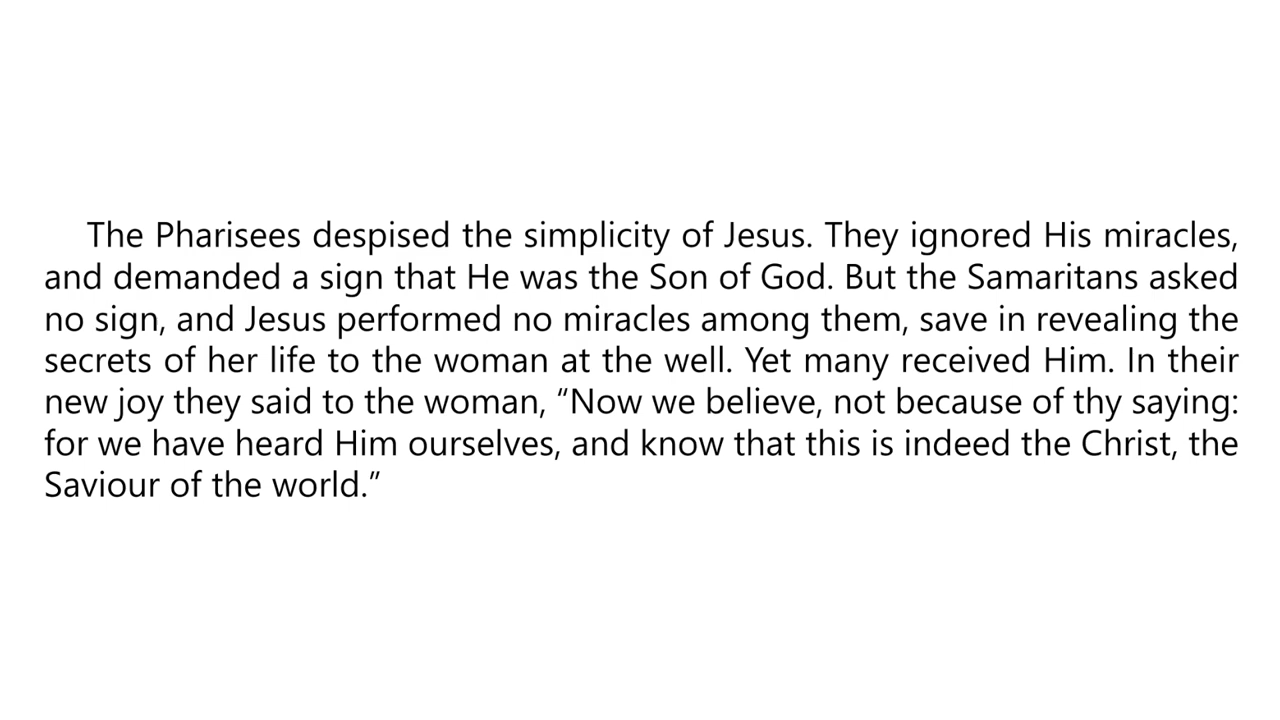 The Pharisees despised the simplicity of Jesus. They ignored His miracles,
and demanded a sign that He was the Son of God. But the Samaritans asked
no sign, and Jesus performed no miracles among them, save in revealing the
secrets of her life to the woman at the well. Yet many received Him. In their
new joy they said to the woman, “Now we believe, not because of thy saying:
for we have heard Him ourselves, and know that this is indeed the Christ, the
Saviour of the world.”